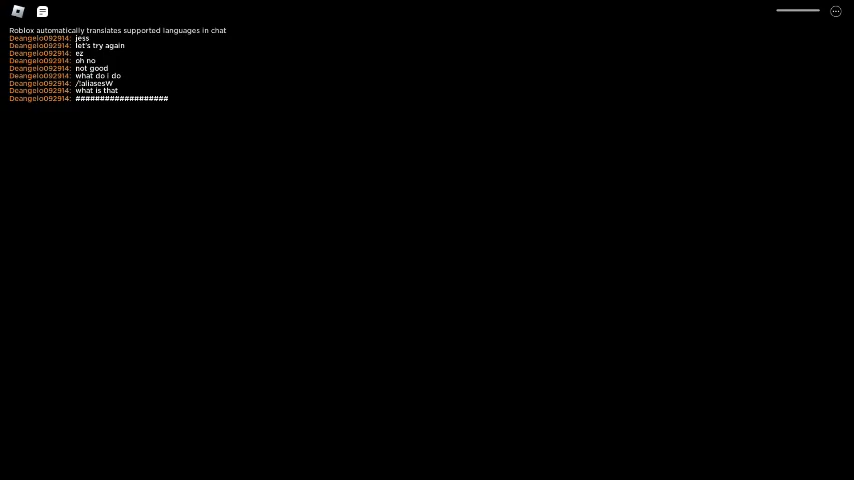 Roblox automatically translates supported languages in chat
Deangelo092914: jess
Deangelo092914: let's try again
Deangelo092914: ez
Deangelo092914: oh no
Deangelo092914: not good
Deangelo092914: what do i do
Deangelo092914: /!aliasesW
Deangelo092914: what is that
Deangelo092914: ###################